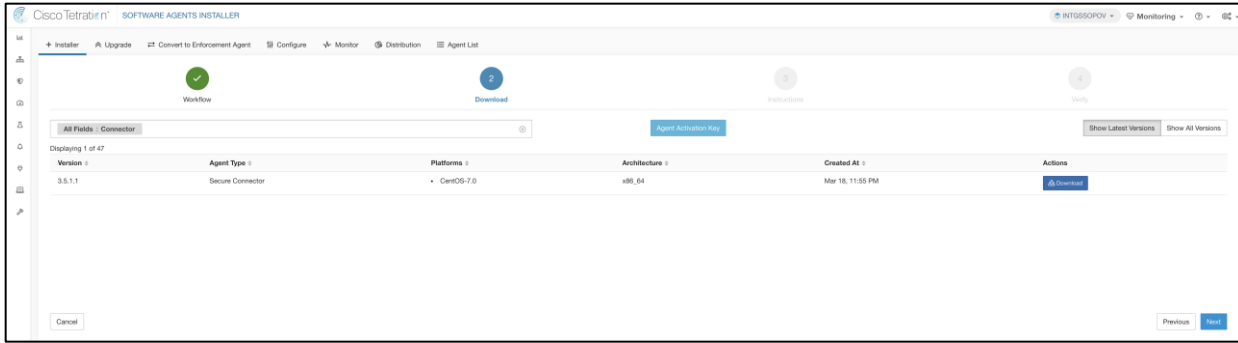 Cisco Tetration SOFTWARE AGENTS INSTALLER INTGSSOPOV Monitoring
+ Installer Upgrade Convert to Enforcement Agent Configure Monitor Distribution Agent List
2 3 4
Workflow Download Instructions Verify
All Fields : Connector Agent Activation Key Show Latest Versions Show All Versions
Displaying 1 of 47
Version Agent Type Platforms Architecture Created At Actions
3.5.1.1 Secure Connector • CentOS-7.0 x86_64 Mar 18, 11:55 PM Download
Cancel Previous Next